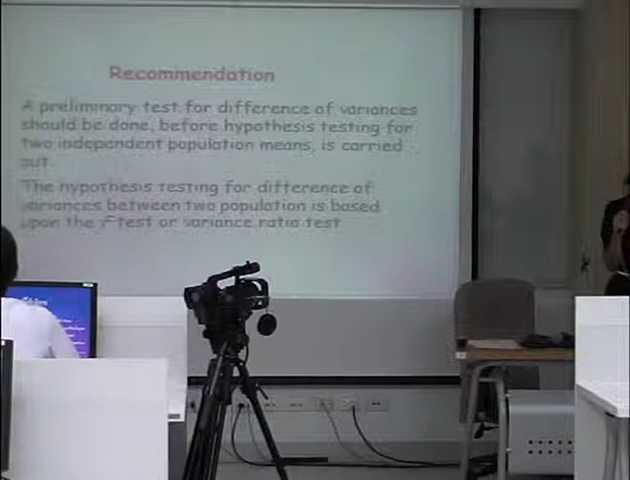 Recommendation
A preliminary test for difference of variances
should be done, before hypothesis testing for
two independent population means, is carried
out
The hypothesis testing for difference of
variances between two population is based
upon the F test or variance ratio test